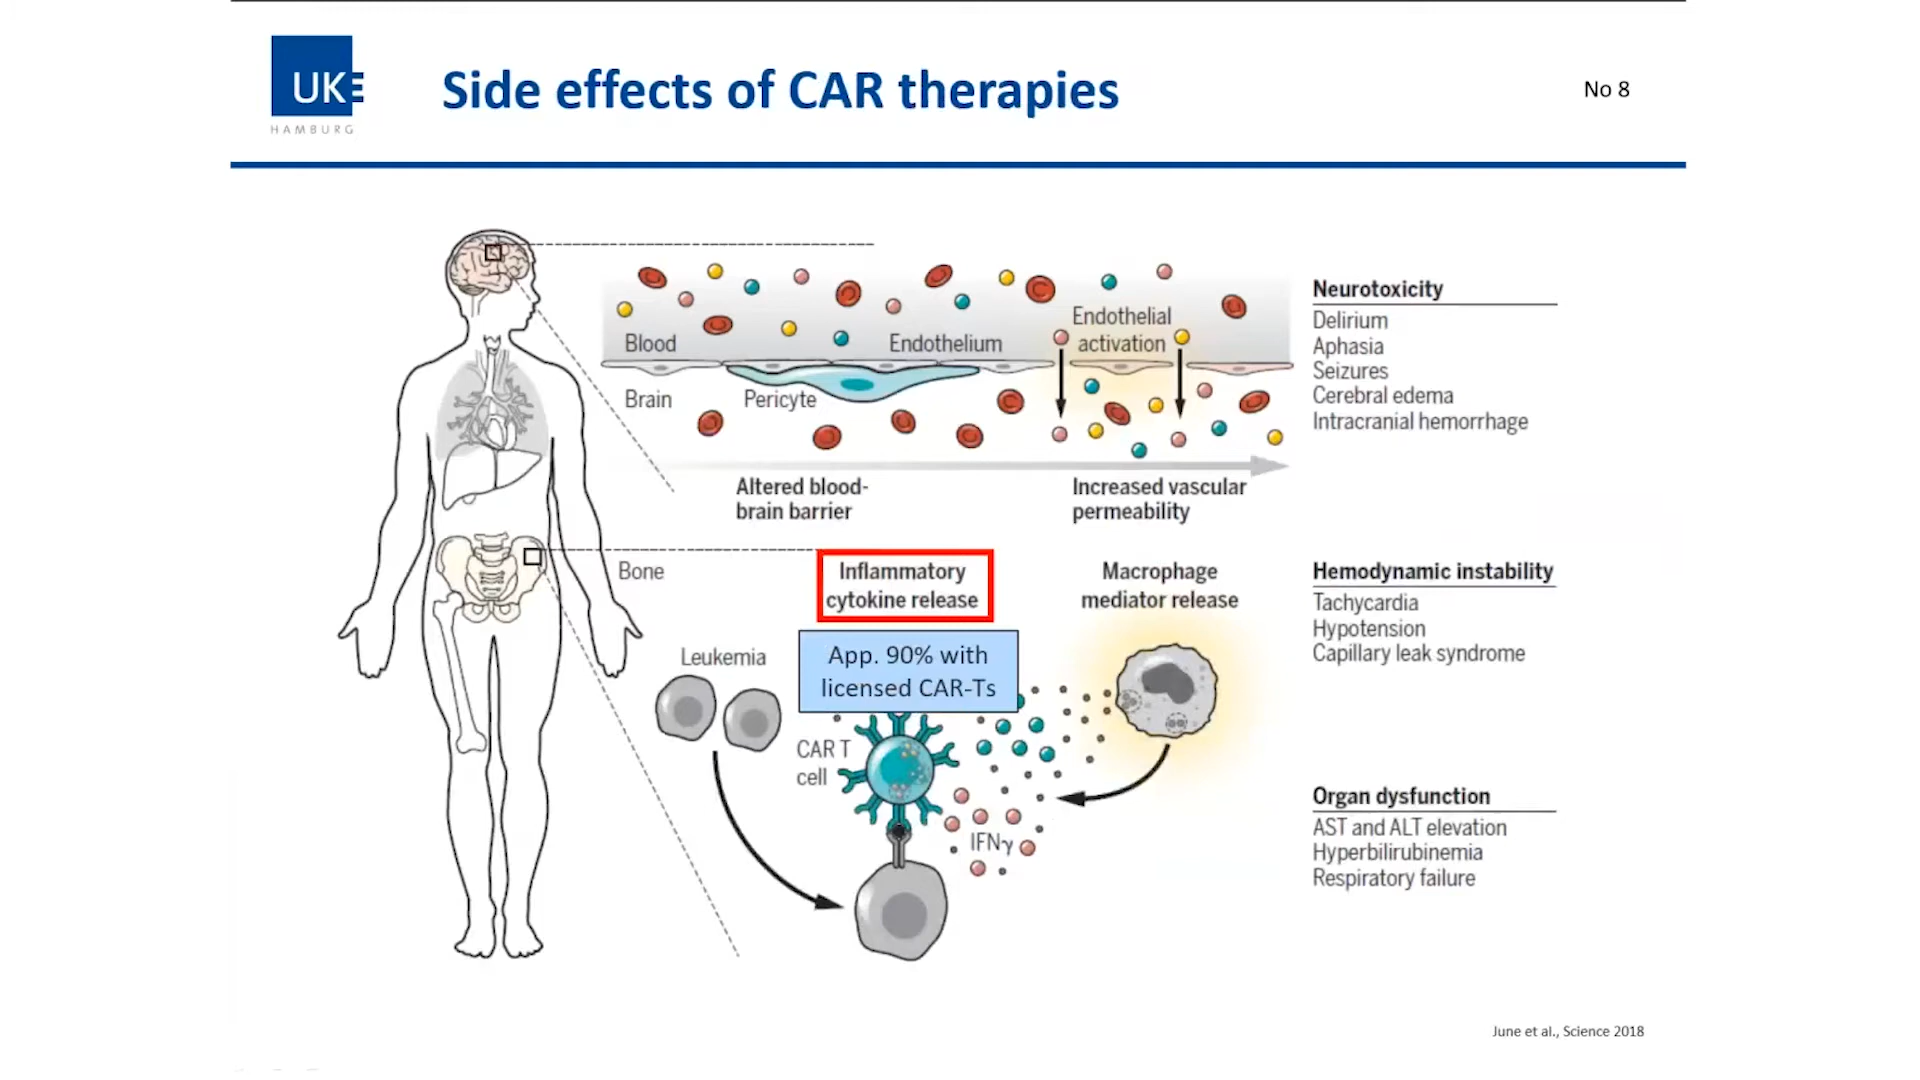 UKE
HAMBURG
Side effects of CAR therapies
No 8
Blood
Endothelium
Endothelial
activation
Brain
Pericyte
Altered blood-
brain barrier
Increased vascular
permeability
Neurotoxicity
Delirium
Aphasia
Seizures
Cerebral edema
Intracranial hemorrhage
Bone
Inflammatory
cytokine release
Macrophage
mediator release
Leukemia
App. 90% with
licensed CAR-Ts
CAR T
cell
IFNγ
Hemodynamic instability
Tachycardia
Hypotension
Capillary leak syndrome
Organ dysfunction
AST and ALT elevation
Hyperbilirubinemia
Respiratory failure
June et al., Science 2018